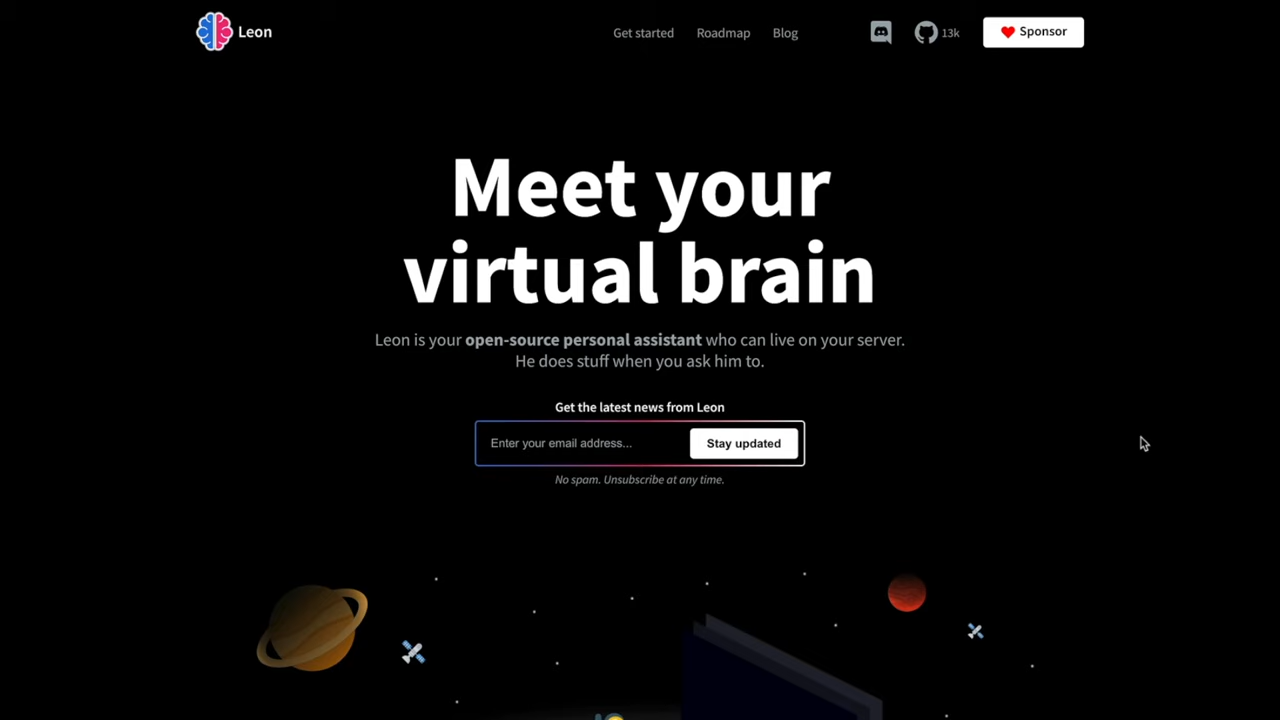 Leon
Get started
Roadmap
Blog
13k
Sponsor
Meet your
virtual brain
Leon is your open-source personal assistant who can live on your server.
He does stuff when you ask him to.
Get the latest news from Leon
Enter your email address...
Stay updated
No spam. Unsubscribe at any time.